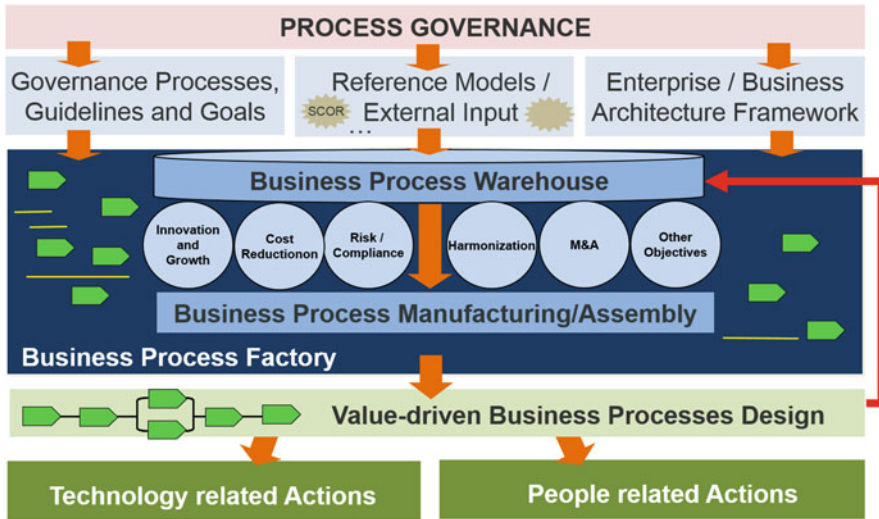 PROCESS GOVERNANCE
Governance Processes,
Guidelines and Goals
Reference Models /
SCOR External Input
...
Enterprise / Business
Architecture Framework
Business Process Warehouse
Innovation
and
Growth
Cost
Reductionon
Risk /
Compliance
Harmonization
M&A
Other
Objectives
Business Process Manufacturing/Assembly
Business Process Factory
Value-driven Business Processes Design
Technology related Actions
People related Actions